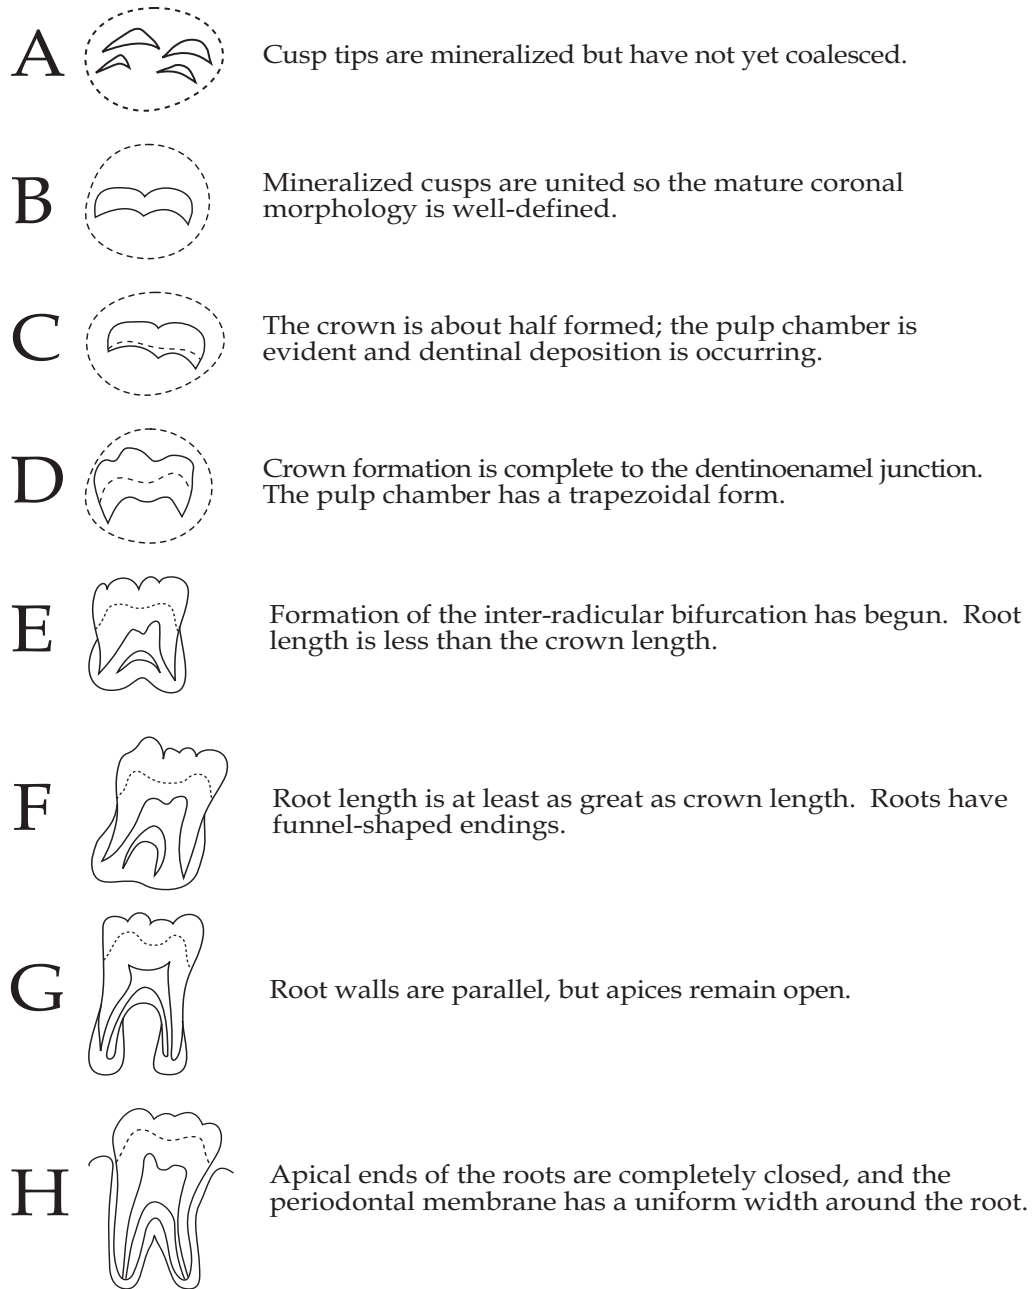 A
Cusp tips are mineralized but have not yet coalesced.
B
Mineralized cusps are united so the mature coronal
morphology is well-defined.
C
The crown is about half formed; the pulp chamber is
evident and dentinal deposition is occurring.
D
Crown formation is complete to the dentinoenamel junction.
The pulp chamber has a trapezoidal form.
E
Formation of the inter-radicular bifurcation has begun.  Root
length is less than the crown length.
F
Root length is at least as great as crown length.  Roots have
funnel-shaped endings.
G
Root walls are parallel, but apices remain open.
H
Apical ends of the roots are completely closed, and the
periodontal membrane has a uniform width around the root.